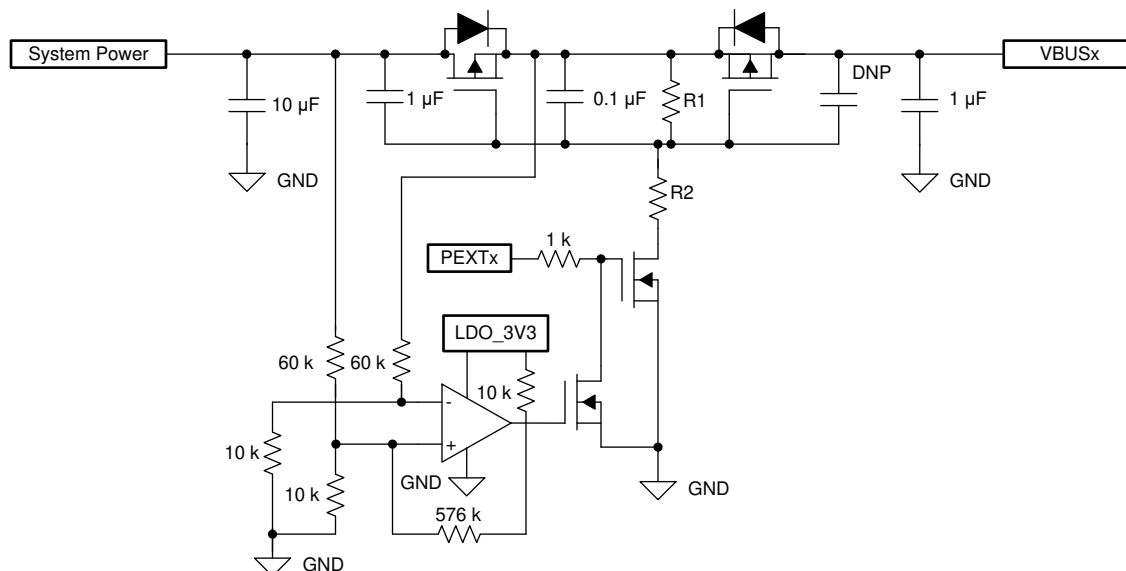 System Power
VBUSx
10 µF
1 µF
0.1 µF
R1
DNP
1 µF
GND
GND
R2
PEXTx
1 k
LDO_3V3
60 k
60 k
10 k
-
+
10 k
10 k
GND
GND
576 k
GND